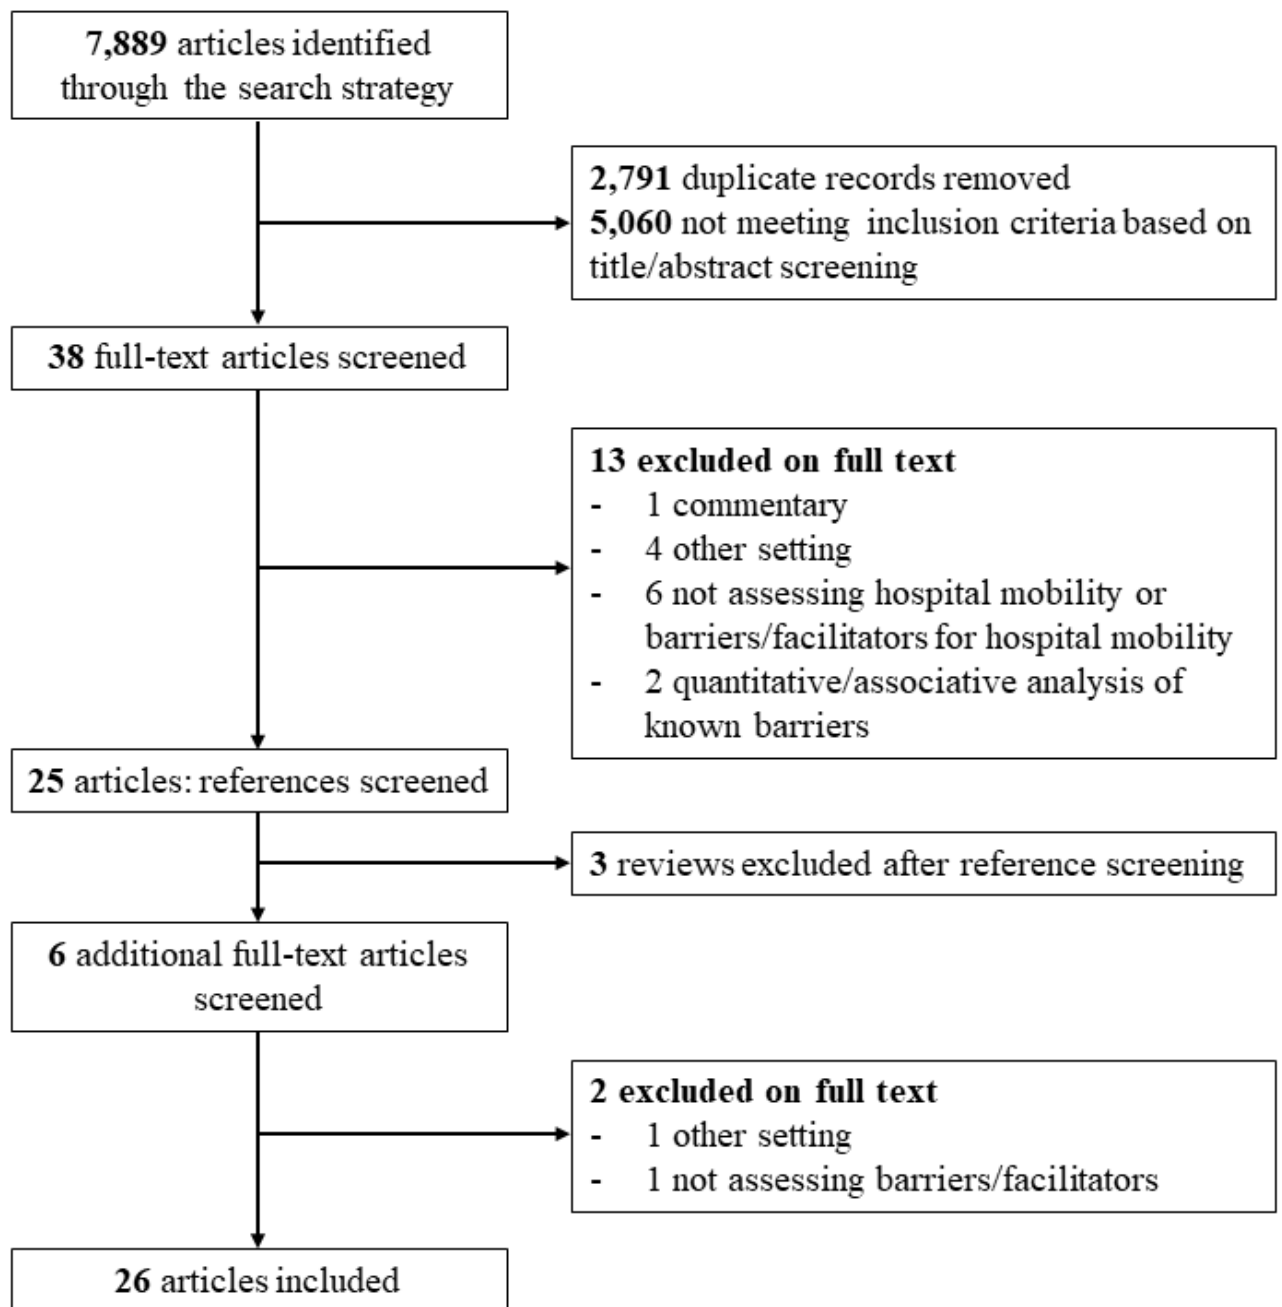 7,889 articles identified
through the search strategy
2,791 duplicate records removed
5,060 not meeting inclusion criteria based on
title/abstract screening
38 full-text articles screened
13 excluded on full text
- 1 commentary
- 4 other setting
- 6 not assessing hospital mobility or
barriers/facilitators for hospital mobility
- 2 quantitative/associative analysis of
known barriers
25 articles: references screened
3 reviews excluded after reference screening
6 additional full-text articles
screened
2 excluded on full text
- 1 other setting
- 1 not assessing barriers/facilitators
26 articles included